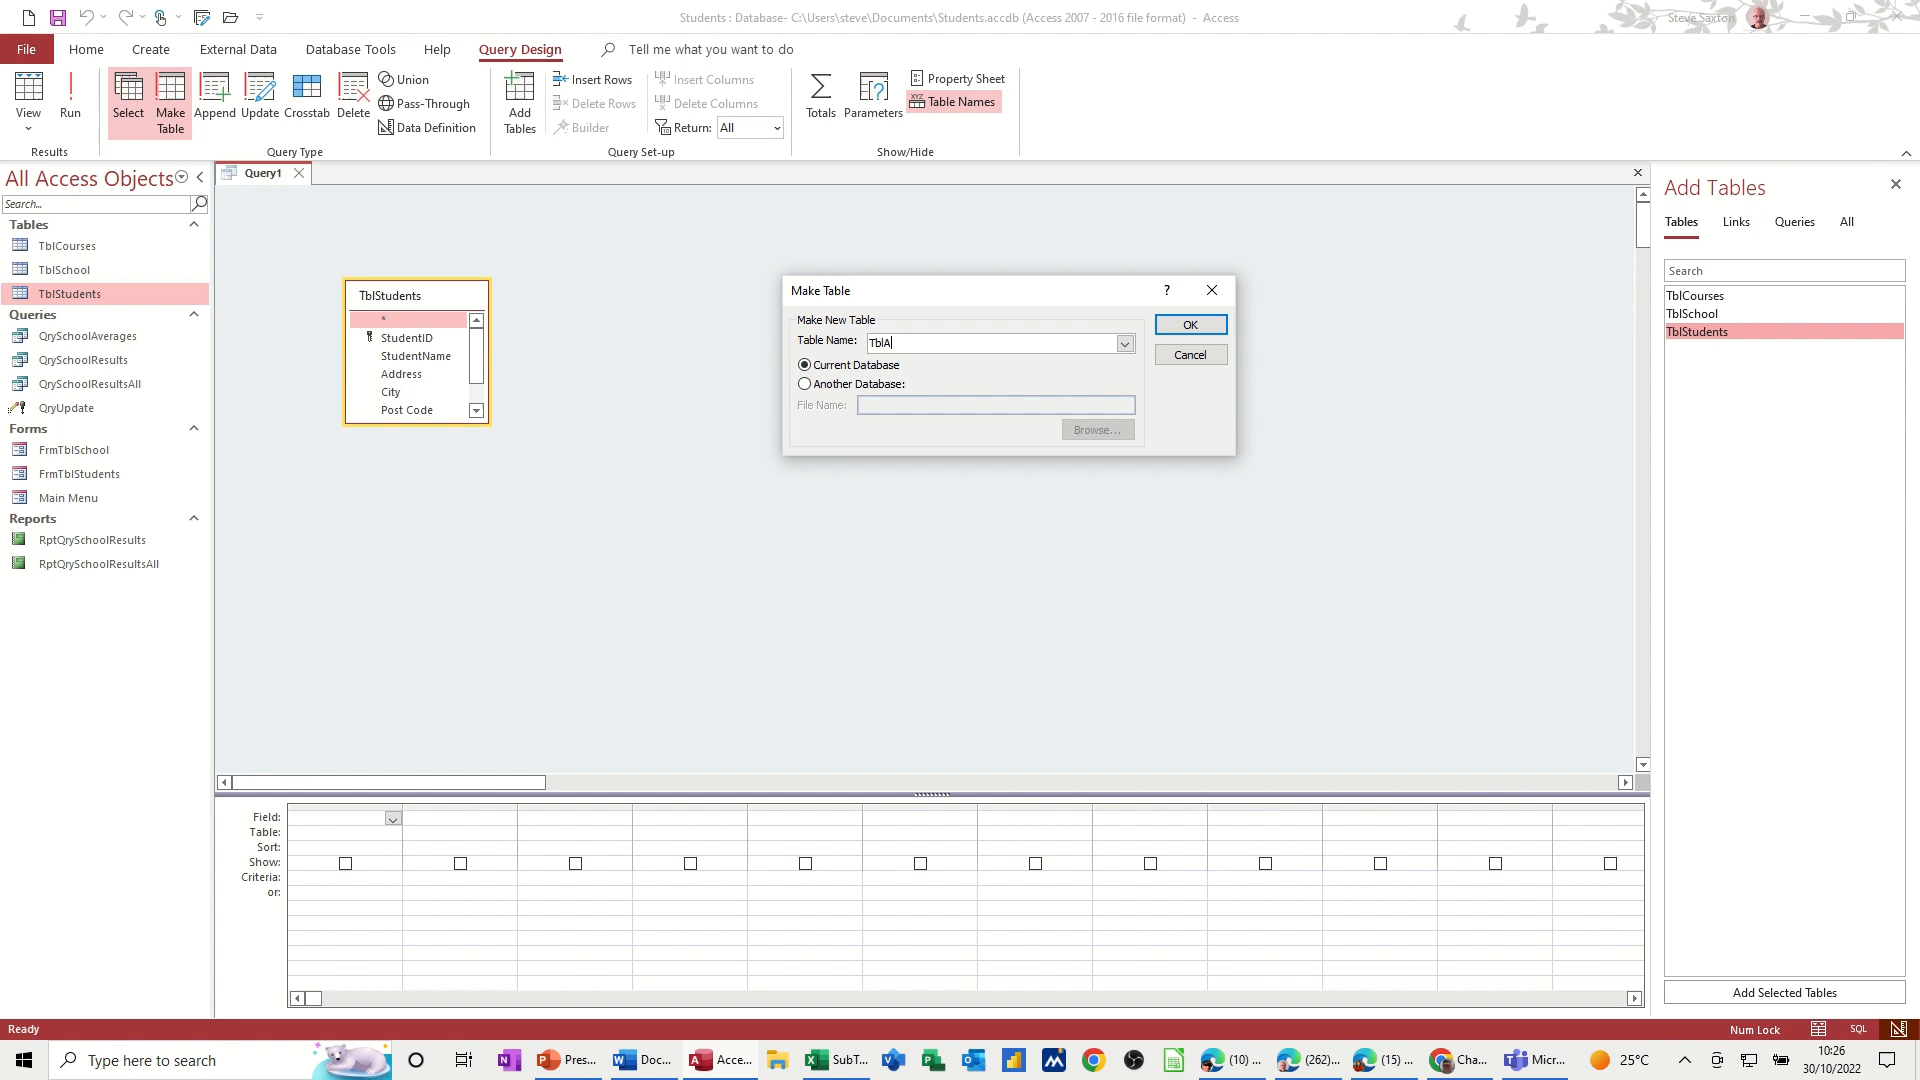 Students : Database- C:\Users\steve\Documents\Students.accdb (Access 2007 - 2016 file format) - Access
Steve Saxton
File Home Create External Data Database Tools Help Query Design Tell me what you want to do
View
Run
Results
Select
Make Table
Append
Update
Crosstab
Delete
Union
Pass-Through
Data Definition
Query Type
Add Tables
Insert Rows
Delete Rows
Builder
Insert Columns
Delete Columns
Return: All
Query Set-up
Totals
Parameters
Property Sheet
XYZ Table Names
Show/Hide
All Access Objects
Search...
Tables
TblCourses
TblSchool
TblStudents
Queries
QrySchoolAverages
QrySchoolResults
QrySchoolResultsAll
QryUpdate
Forms
FrmTblSchool
FrmTblStudents
Main Menu
Reports
RptQrySchoolResults
RptQrySchoolResultsAll
Query1
TblStudents
*
StudentID
StudentName
Address
City
Post Code
Make Table
?
Make New Table
Table Name: TblA
Current Database
Another Database:
File Name:
Browse...
OK
Cancel
Field:
Table:
Sort:
Show:
Criteria:
or:
Add Tables
Tables Links Queries All
Search
TblCourses
TblSchool
TblStudents
Add Selected Tables
Ready
Num Lock
SQL
Type here to search
Pres...
Doc...
Acce...
SubT...
(10) ...
(262)...
(15) ...
Cha...
Micr...
25°C
10:26
30/10/2022